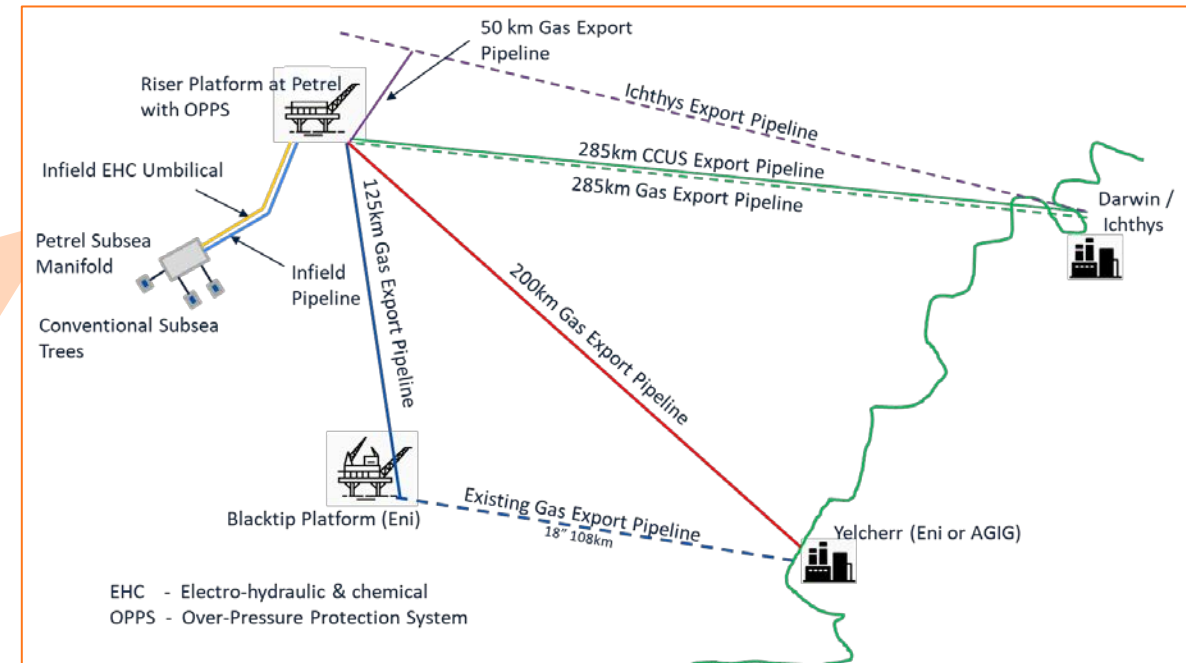 50 km Gas Export
Pipeline
Riser Platform at Petrel
with OPPS
Ichthys Export Pipeline
285km CCUS Export Pipeline
285km Gas Export Pipeline
Infield EHC Umbilical
Darwin /
Ichthys
Petrel Subsea
Manifold
Infield
Pipeline
Conventional Subsea
Trees
125km Gas Export Pipeline
200km Gas Export Pipeline
Existing Gas Export Pipeline
18" 108km
Blacktip Platform (Eni)
Yelcherr (Eni or AGIG)
EHC - Electro-hydraulic & chemical
OPPS - Over-Pressure Protection System